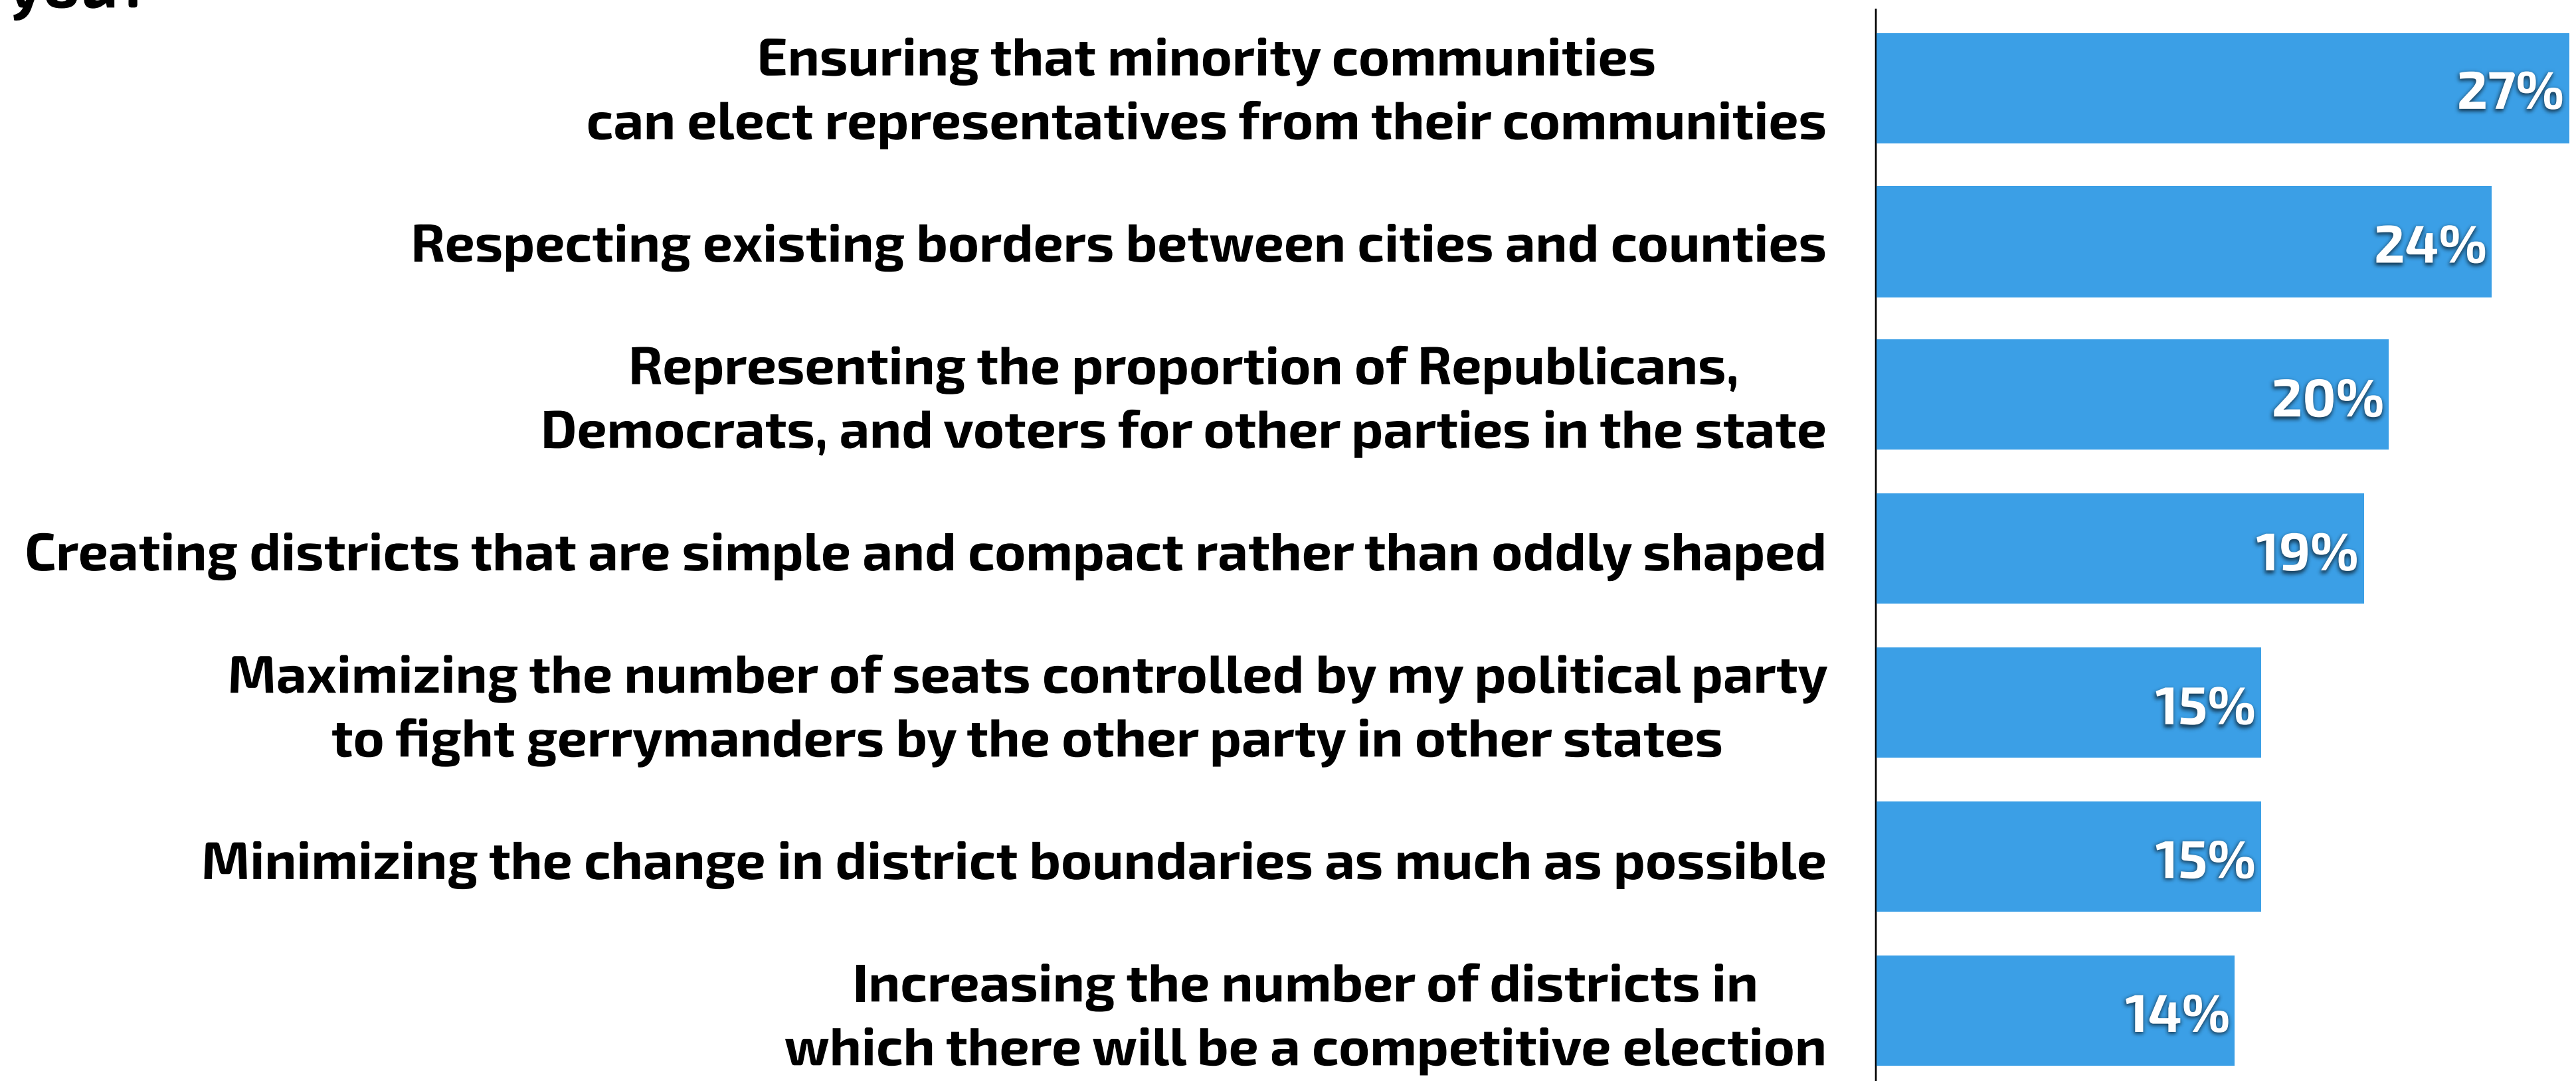 you?
Ensuring that minority communities
can elect representatives from their communities
27%
Respecting existing borders between cities and counties
24%
Representing the proportion of Republicans,
Democrats, and voters for other parties in the state
20%
Creating districts that are simple and compact rather than oddly shaped
19%
Maximizing the number of seats controlled by my political party
to fight gerrymanders by the other party in other states
15%
Minimizing the change in district boundaries as much as possible
15%
Increasing the number of districts in
which there will be a competitive election
14%